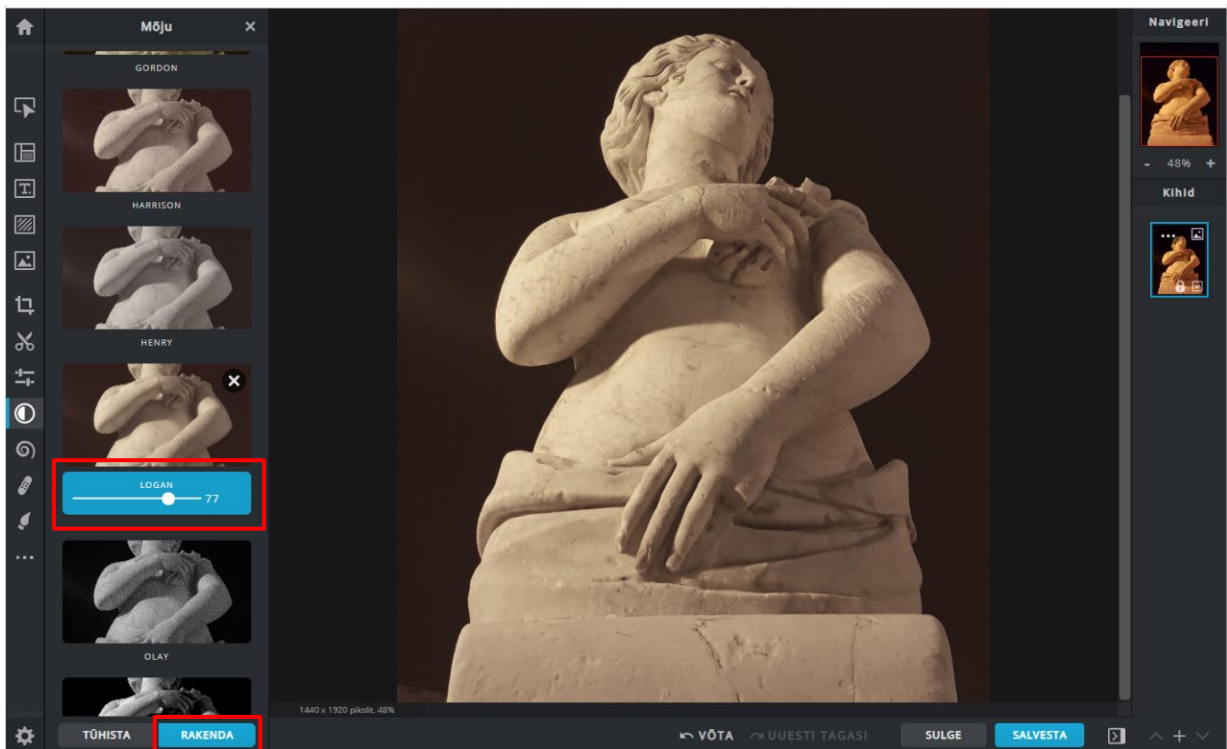 Mõju
GORDON
HARRISON
HENRY
LOGAN
77
OLAY
TÜHISTA
RAKENDA
1440 x 1920 pikslit, 48%
VÕTA
UUESTI TAGASI
SULGE
SALVESTA
Navigeeri
- 48% +
Kihid